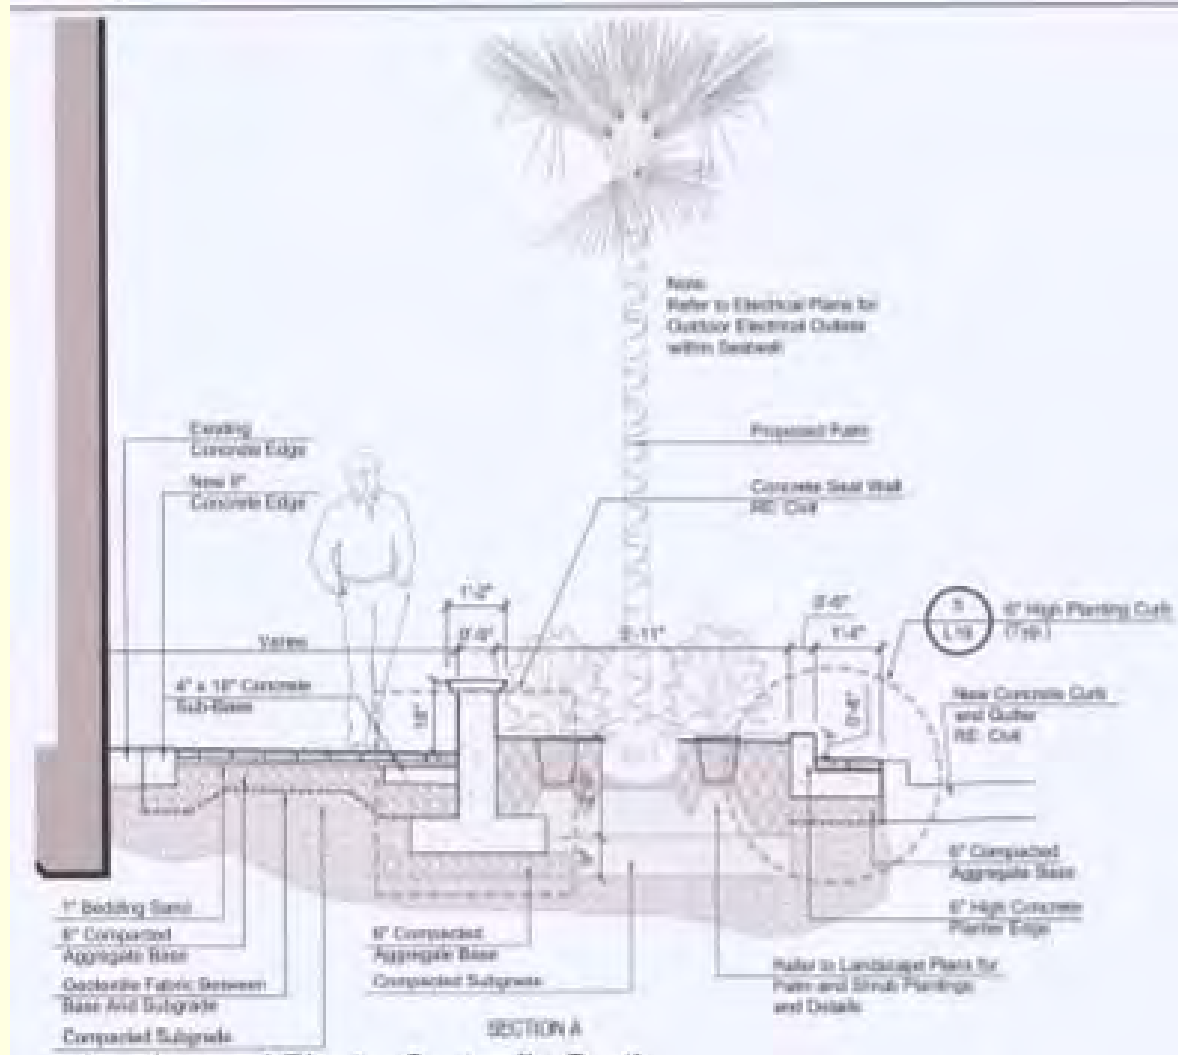 Note:
Refer to Electrical Plans for
Outdoor Electrical Outlets
within Seatwall
Existing
Concrete Edge
Proposed Palm
New 8"
Concrete Edge
Concrete Seat Wall
RE: Civil
1'-2"
6" High Planting Curb
(Typ.)
L19
Varies
5'-11"
1'-4"
4" x 18" Concrete
Sub-Base
18"
New Concrete Curb
and Gutter
RE: Civil
6" Compacted
Aggregate Base
1" Bedding Sand
6" High Concrete
Planter Edge
6" Compacted
Aggregate Base
6" Compacted
Aggregate Base
Geotextile Fabric Between
Base And Subgrade
Compacted Subgrade
Refer to Landscape Plans for
Palm and Shrub Plantings
and Details
Compacted Subgrade
SECTION A